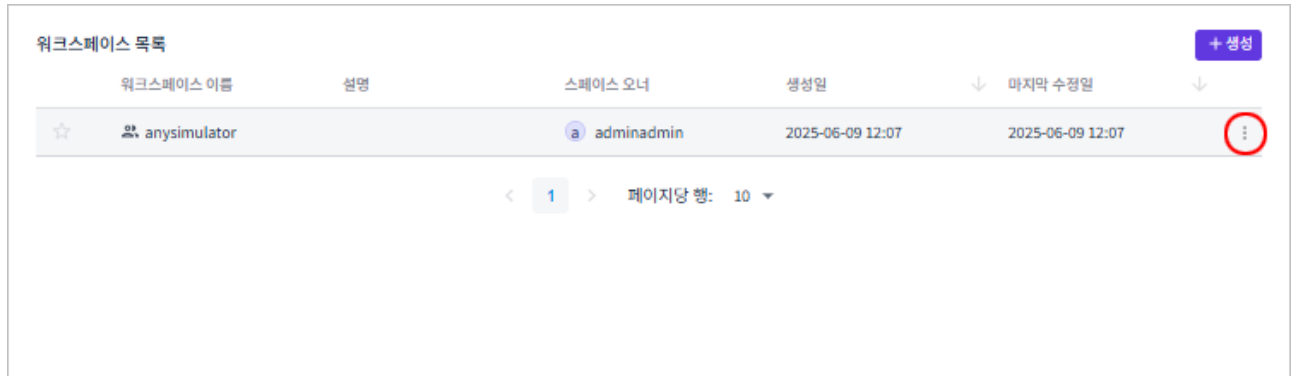 워크스페이스 목록
+ 생성
워크스페이스 이름 설명 스페이스 오너 생성일 마지막 수정일
anysimulator a adminadmin 2025-06-09 12:07 2025-06-09 12:07
< 1 > 페이지당 행: 10